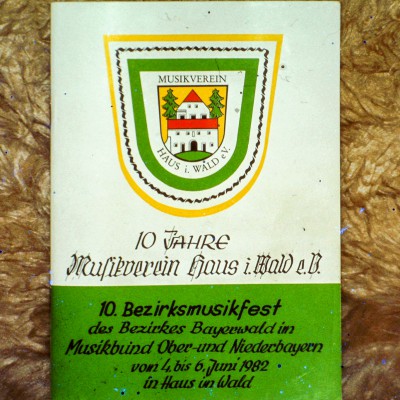 MUSIKVEREIN
HAUS i. WALD e.V.
10 JAHRE
Musikverein Haus i. Wald e.V.
10. Bezirksmusikfest
des Bezirkes Bayerwald im
Musikbund Ober- und Niederbayern
vom 4. bis 6. Juni 1982
in Haus im Wald